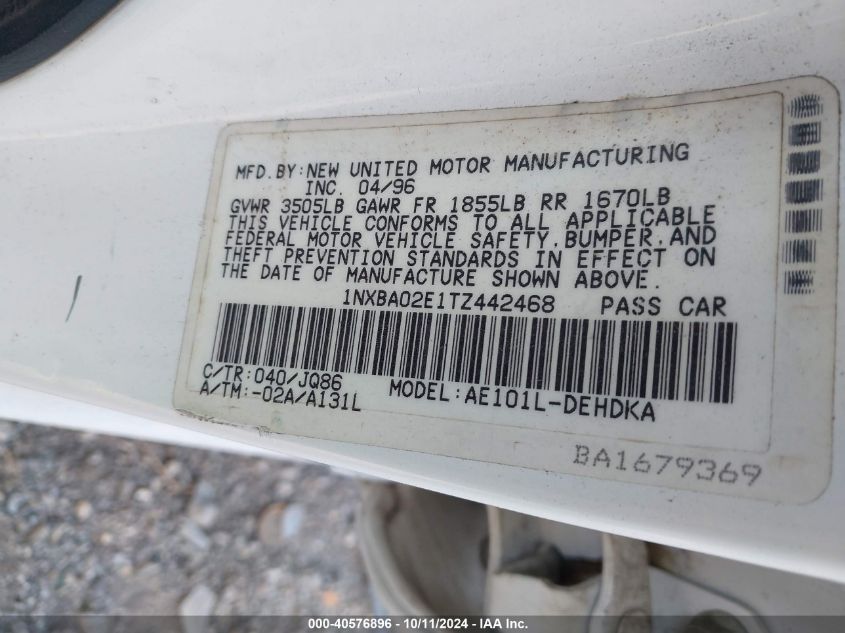 MFD.BY:NEW UNITED MOTOR MANUFACTURING
INC. 04/96
GVWR 3505LB GAWR FR 1855LB RR 1670LB
THIS VEHICLE CONFORMS TO ALL APPLICABLE
FEDERAL MOTOR VEHICLE SAFETY,BUMPER,AND
THEFT PREVENTION STANDARDS IN EFFECT ON
THE DATE OF MANUFACTURE SHOWN ABOVE.
1NXBA02E1TZ442468 PASS CAR
C/TR:040/JQ86 MODEL:AE101L-DEHDKA
A/TM:-02A/A131L
BA1679369
000-40576896 - 10/11/2024 - IAA Inc.